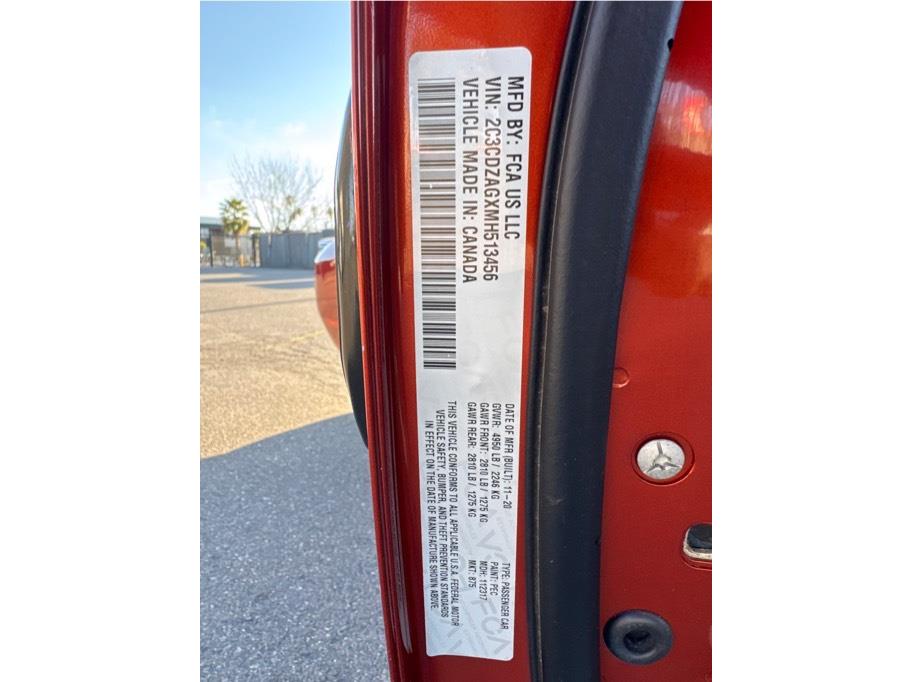 MFD BY: FCA US LLC
VIN: 2C3CDZAGXMH513456
VEHICLE MADE IN: CANADA
DATE OF MFR (BUILT): 11-20
GVWR: 4950 LB / 2246 KG
GAWR FRONT: 2810 LB / 1275 KG
GAWR REAR: 2810 LB / 1275 KG
TYPE: PASSENGER CAR
PAINT: PEC
MDH: 112317
MKT: 875
THIS VEHICLE CONFORMS TO ALL APPLICABLE U.S.A. FEDERAL MOTOR
VEHICLE SAFETY, BUMPER, AND THEFT PREVENTION STANDARDS
IN EFFECT ON THE DATE OF MANUFACTURE SHOWN ABOVE.
FCA